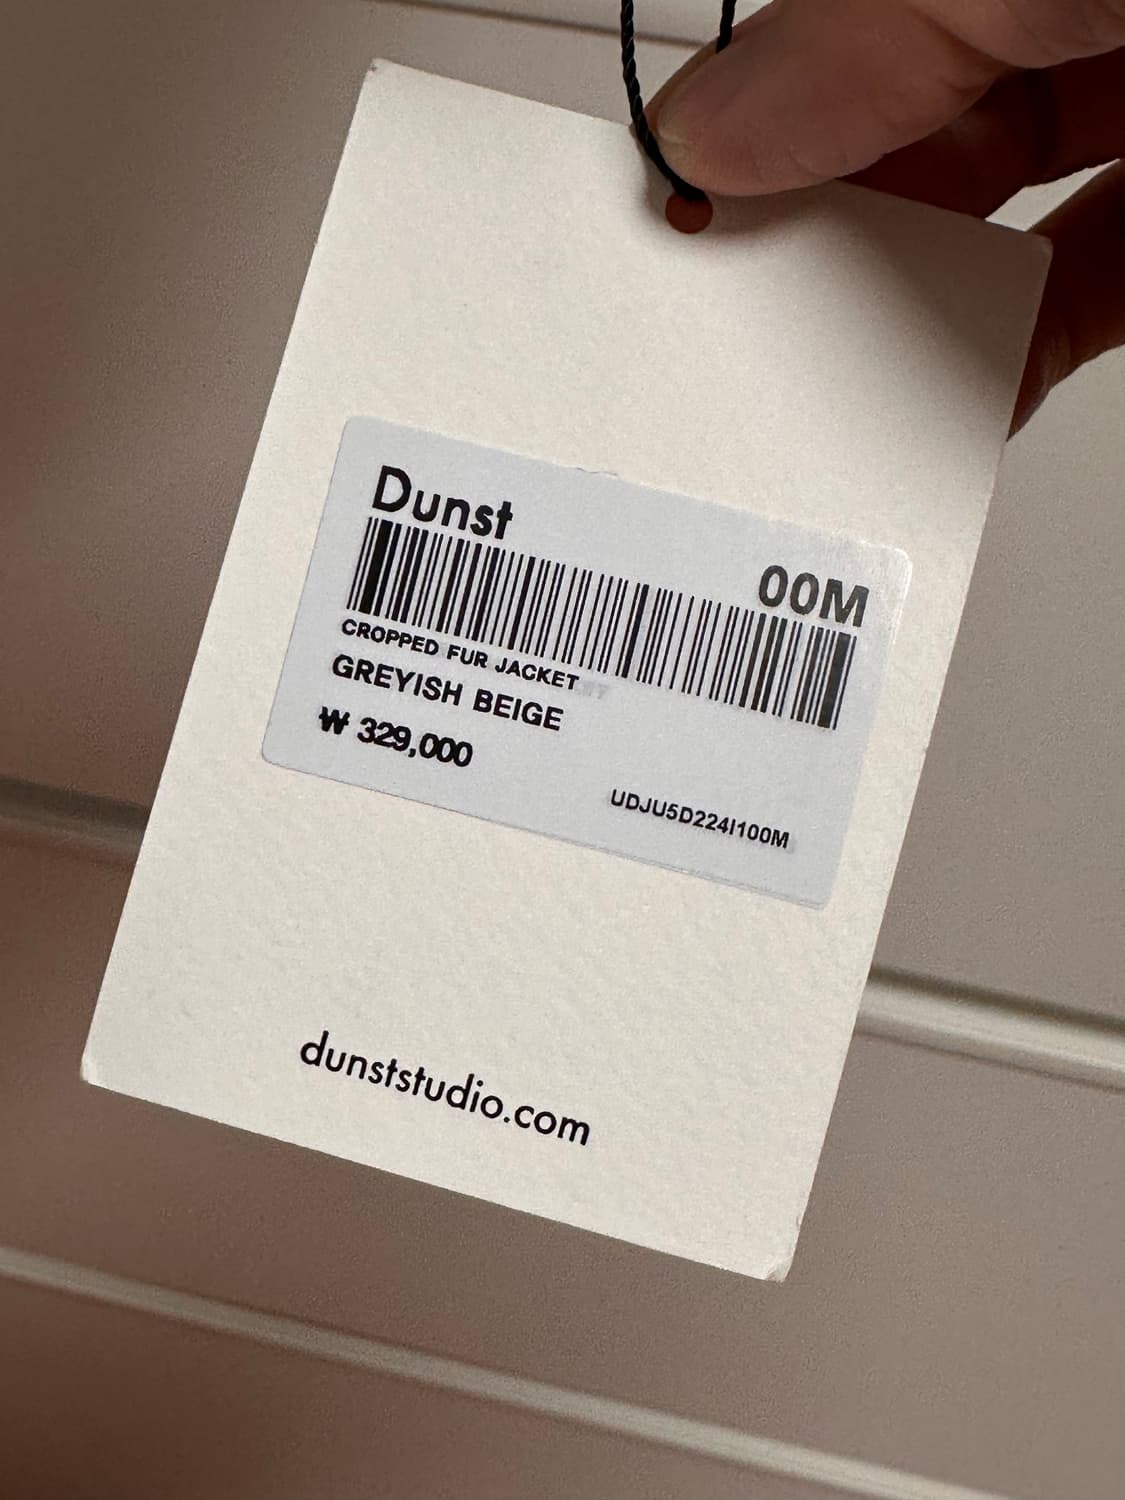 Dunst
00M
CROPPED FUR JACKET
GREYISH BEIGE
₩ 329,000
UDJU5D224I100M
dunststudio.com